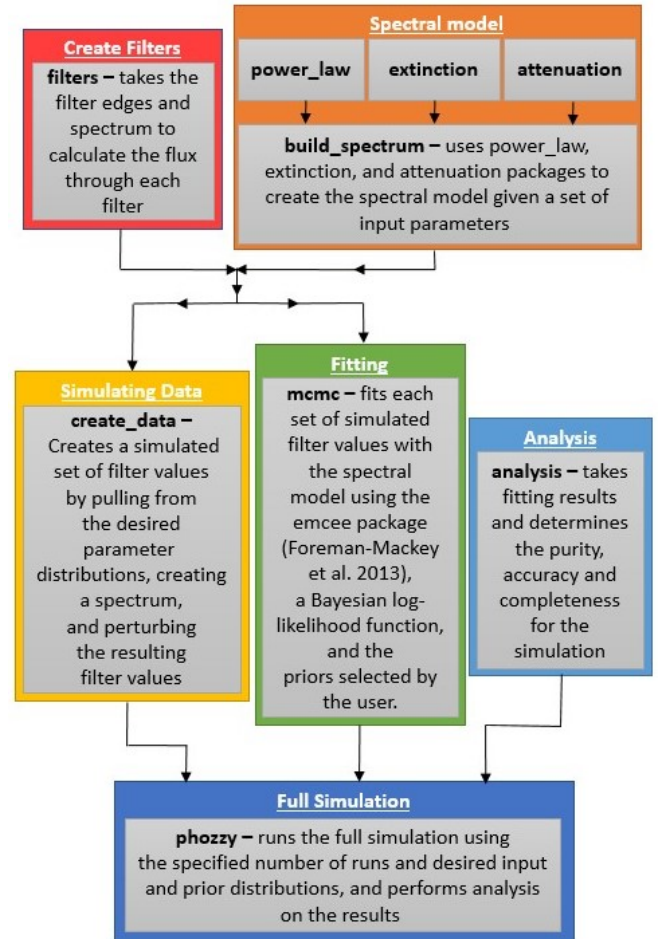 Create Filters
filters – takes the
filter edges and
spectrum to
calculate the flux
through each
filter
Spectral model
power_law
extinction
attenuation
build_spectrum – uses power_law,
extinction, and attenuation packages to
create the spectral model given a set of
input parameters
Simulating Data
create_data –
Creates a simulated
set of filter values
by pulling from
the desired
parameter
distributions, creating
a spectrum,
and perturbing
the resulting
filter values
Fitting
mcmc – fits each
set of simulated
filter values with
the spectral
model using the
emcee package
(Foreman-Mackey
et al. 2013),
a Bayesian log-
likelihood function,
and the
priors selected by
the user.
Analysis
analysis – takes
fitting results
and determines
the purity,
accuracy and
completeness
for the
simulation
Full Simulation
phozzy – runs the full simulation using
the specified number of runs and desired input
and prior distributions, and performs analysis
on the results